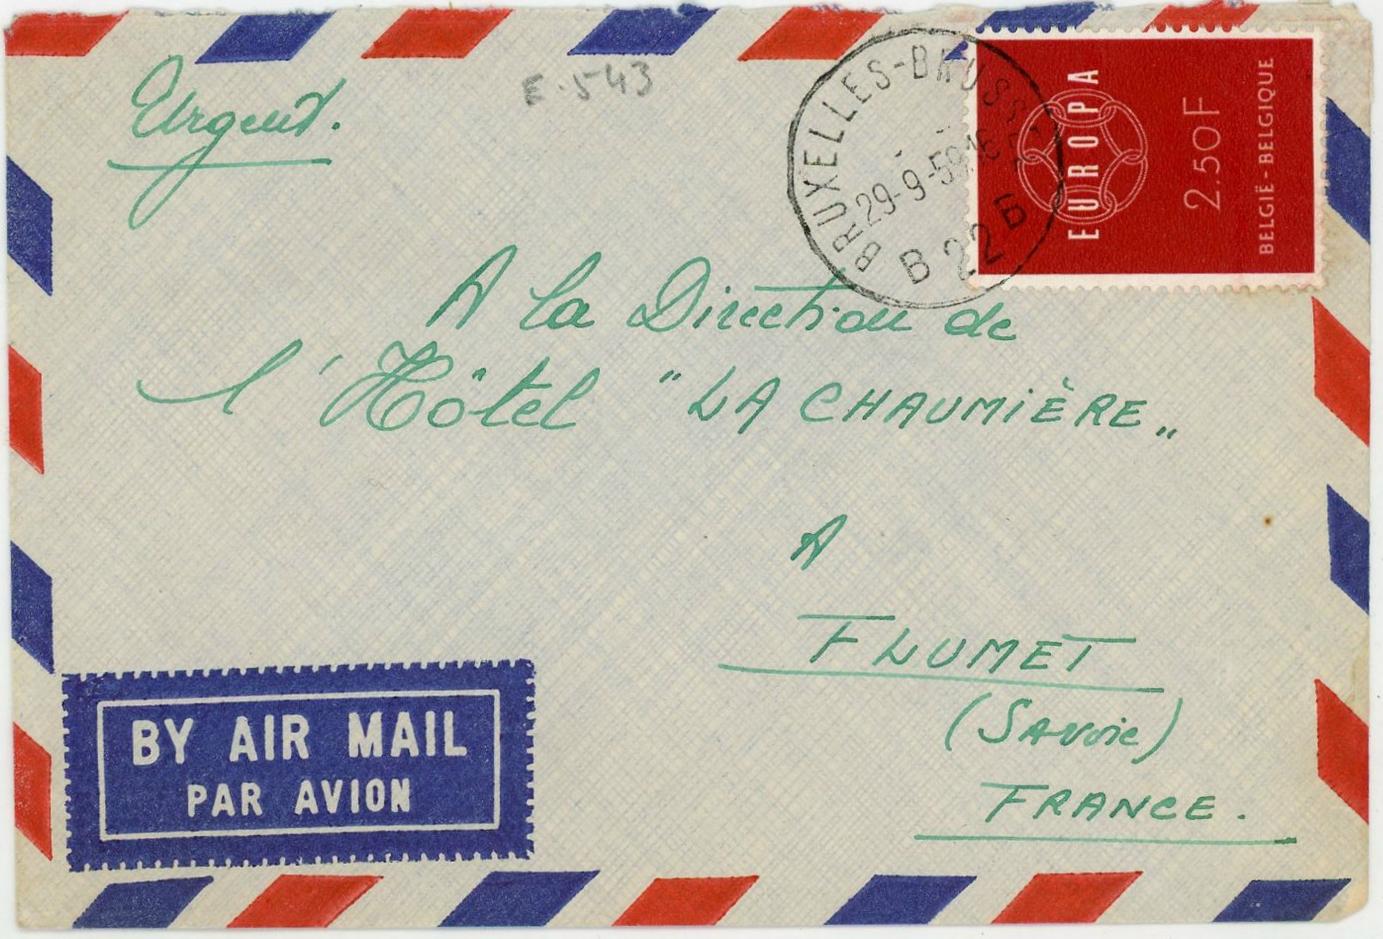 Urgent.
E.543
BRUXELLES-BRUSSEL
29-9-59 16
B 22 B
EUROPA
2.50F
BELGIË-BELGIQUE
A la Direction de
l'Hôtel "LA CHAUMIÈRE„
A
FLUMET
(Savoie)
FRANCE.
BY AIR MAIL
PAR AVION